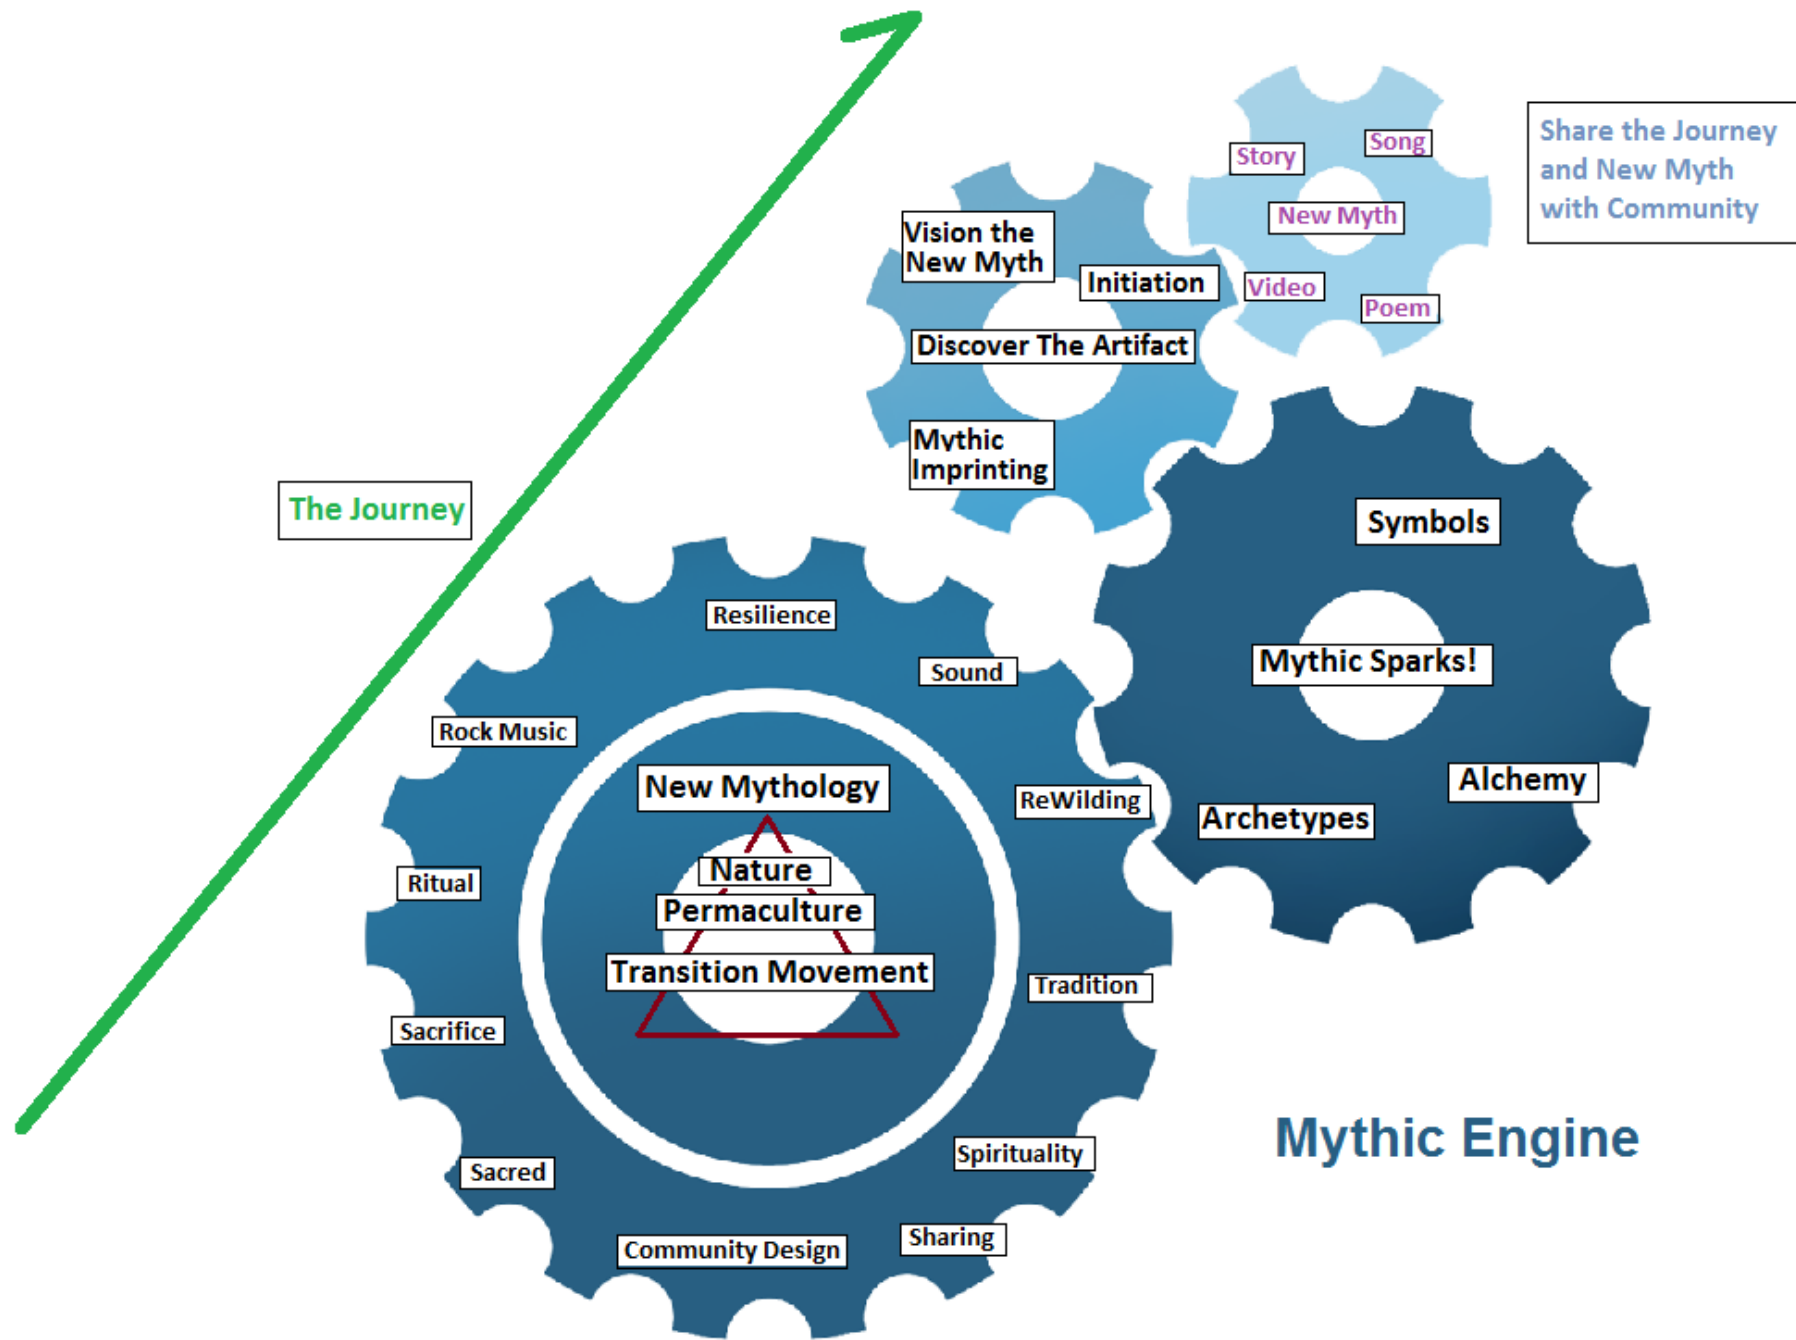 Song
Story
Share the Journey
and New Myth
with Community
New Myth
Vision the
New Myth
Initiation
Video
Poem
Discover The Artifact
Mythic
Imprinting
The Journey
Symbols
Resilience
Mythic Sparks!
Sound
Rock Music
New Mythology
Alchemy
ReWilding
Archetypes
Nature
Ritual
Permaculture
Transition Movement
Tradition
Sacrifice
Mythic Engine
Spirituality
Sacred
Sharing
Community Design